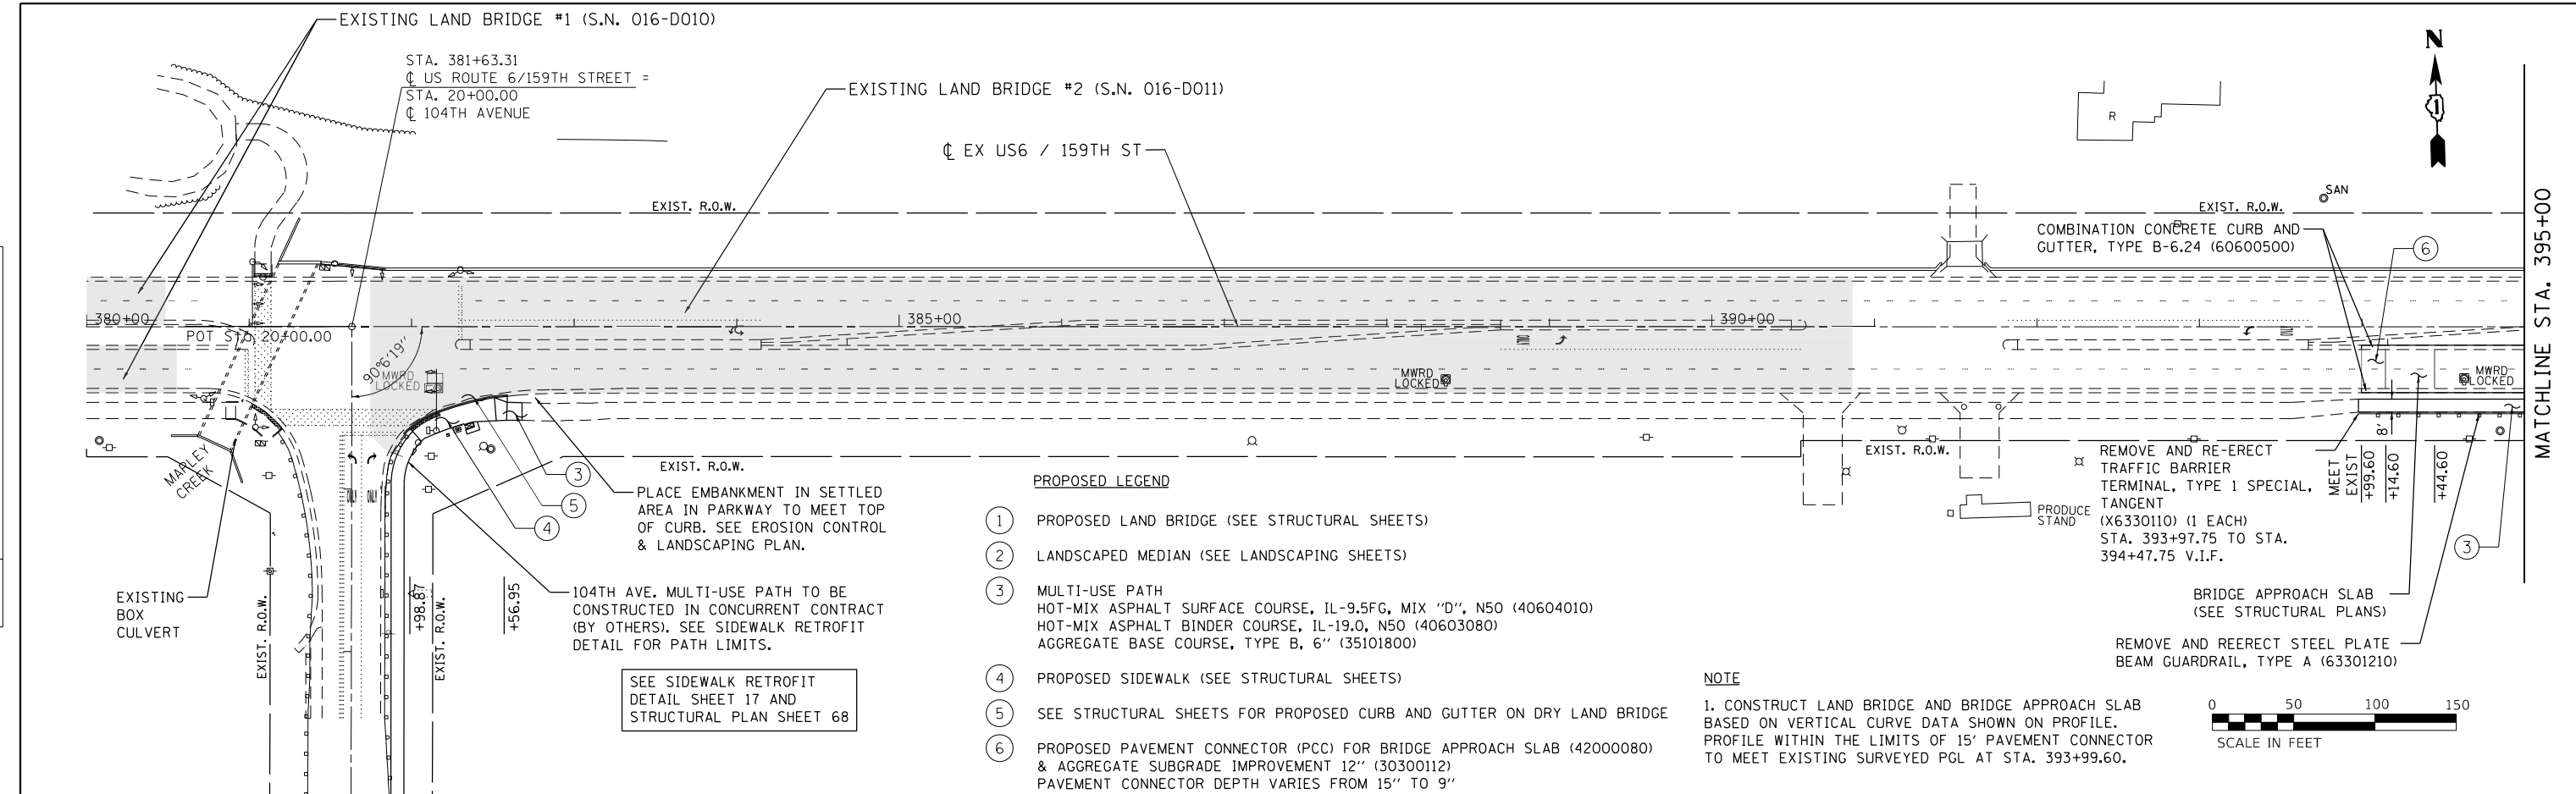 EXISTING LAND BRIDGE #1 (S.N. 016-D010)
STA. 381+63.31
℄ US ROUTE 6/159TH STREET =
STA. 20+00.00
℄ 104TH AVENUE
EXISTING LAND BRIDGE #2 (S.N. 016-D011)
℄ EX US6 / 159TH ST
N
1
R
SAN
EXIST. R.O.W.
EXIST. R.O.W.
COMBINATION CONCRETE CURB AND
GUTTER, TYPE B-6.24 (60600500)
6
MATCHLINE STA. 395+00
380+00
385+00
390+00
POT STA 20+00.00
90°6'19''
MWRD
LOCKED
MWRD
LOCKED
MWRD
LOCKED
8'
MARLEY
CREEK
ONLY
ONLY
EXIST. R.O.W.
EXIST. R.O.W.
3
5
4
PLACE EMBANKMENT IN SETTLED
AREA IN PARKWAY TO MEET TOP
OF CURB. SEE EROSION CONTROL
& LANDSCAPING PLAN.
EXISTING
BOX
CULVERT
EXIST. R.O.W.
EXIST. R.O.W.
+98.87
+56.95
104TH AVE. MULTI-USE PATH TO BE
CONSTRUCTED IN CONCURRENT CONTRACT
(BY OTHERS). SEE SIDEWALK RETROFIT
DETAIL FOR PATH LIMITS.
SEE SIDEWALK RETROFIT
DETAIL SHEET 17 AND
STRUCTURAL PLAN SHEET 68
PROPOSED LEGEND
1 PROPOSED LAND BRIDGE (SEE STRUCTURAL SHEETS)
2 LANDSCAPED MEDIAN (SEE LANDSCAPING SHEETS)
3 MULTI-USE PATH
HOT-MIX ASPHALT SURFACE COURSE, IL-9.5FG, MIX ''D'', N50 (40604010)
HOT-MIX ASPHALT BINDER COURSE, IL-19.0, N50 (40603080)
AGGREGATE BASE COURSE, TYPE B, 6'' (35101800)
4 PROPOSED SIDEWALK (SEE STRUCTURAL SHEETS)
5 SEE STRUCTURAL SHEETS FOR PROPOSED CURB AND GUTTER ON DRY LAND BRIDGE
6 PROPOSED PAVEMENT CONNECTOR (PCC) FOR BRIDGE APPROACH SLAB (42000080)
& AGGREGATE SUBGRADE IMPROVEMENT 12'' (30300112)
PAVEMENT CONNECTOR DEPTH VARIES FROM 15'' TO 9''
PRODUCE
STAND
REMOVE AND RE-ERECT
TRAFFIC BARRIER
TERMINAL, TYPE 1 SPECIAL,
TANGENT
(X6330110) (1 EACH)
STA. 393+97.75 TO STA.
394+47.75 V.I.F.
MEET
EXIST
+99.60
+14.60
+44.60
3
BRIDGE APPROACH SLAB
(SEE STRUCTURAL PLANS)
REMOVE AND REERECT STEEL PLATE
BEAM GUARDRAIL, TYPE A (63301210)
NOTE
1. CONSTRUCT LAND BRIDGE AND BRIDGE APPROACH SLAB
BASED ON VERTICAL CURVE DATA SHOWN ON PROFILE.
PROFILE WITHIN THE LIMITS OF 15' PAVEMENT CONNECTOR
TO MEET EXISTING SURVEYED PGL AT STA. 393+99.60.
0 50 100 150
SCALE IN FEET